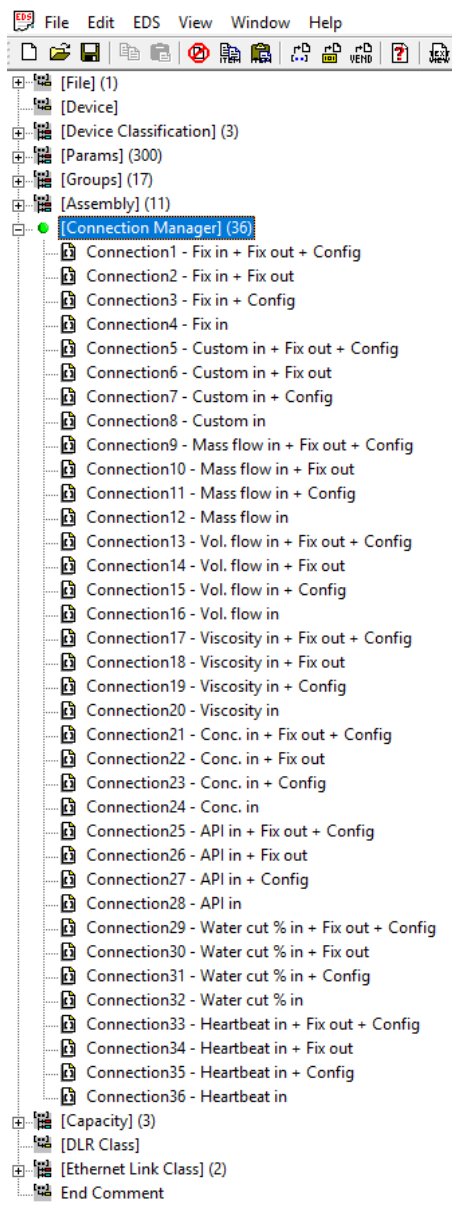 EDS File Edit EDS View Window Help
ITEM ITEM VEND TEXT VIEW
[File] (1)
[Device]
[Device Classification] (3)
[Params] (300)
[Groups] (17)
[Assembly] (11)
[Connection Manager] (36)
Connection1 - Fix in + Fix out + Config
Connection2 - Fix in + Fix out
Connection3 - Fix in + Config
Connection4 - Fix in
Connection5 - Custom in + Fix out + Config
Connection6 - Custom in + Fix out
Connection7 - Custom in + Config
Connection8 - Custom in
Connection9 - Mass flow in + Fix out + Config
Connection10 - Mass flow in + Fix out
Connection11 - Mass flow in + Config
Connection12 - Mass flow in
Connection13 - Vol. flow in + Fix out + Config
Connection14 - Vol. flow in + Fix out
Connection15 - Vol. flow in + Config
Connection16 - Vol. flow in
Connection17 - Viscosity in + Fix out + Config
Connection18 - Viscosity in + Fix out
Connection19 - Viscosity in + Config
Connection20 - Viscosity in
Connection21 - Conc. in + Fix out + Config
Connection22 - Conc. in + Fix out
Connection23 - Conc. in + Config
Connection24 - Conc. in
Connection25 - API in + Fix out + Config
Connection26 - API in + Fix out
Connection27 - API in + Config
Connection28 - API in
Connection29 - Water cut % in + Fix out + Config
Connection30 - Water cut % in + Fix out
Connection31 - Water cut % in + Config
Connection32 - Water cut % in
Connection33 - Heartbeat in + Fix out + Config
Connection34 - Heartbeat in + Fix out
Connection35 - Heartbeat in + Config
Connection36 - Heartbeat in
[Capacity] (3)
[DLR Class]
[Ethernet Link Class] (2)
End Comment